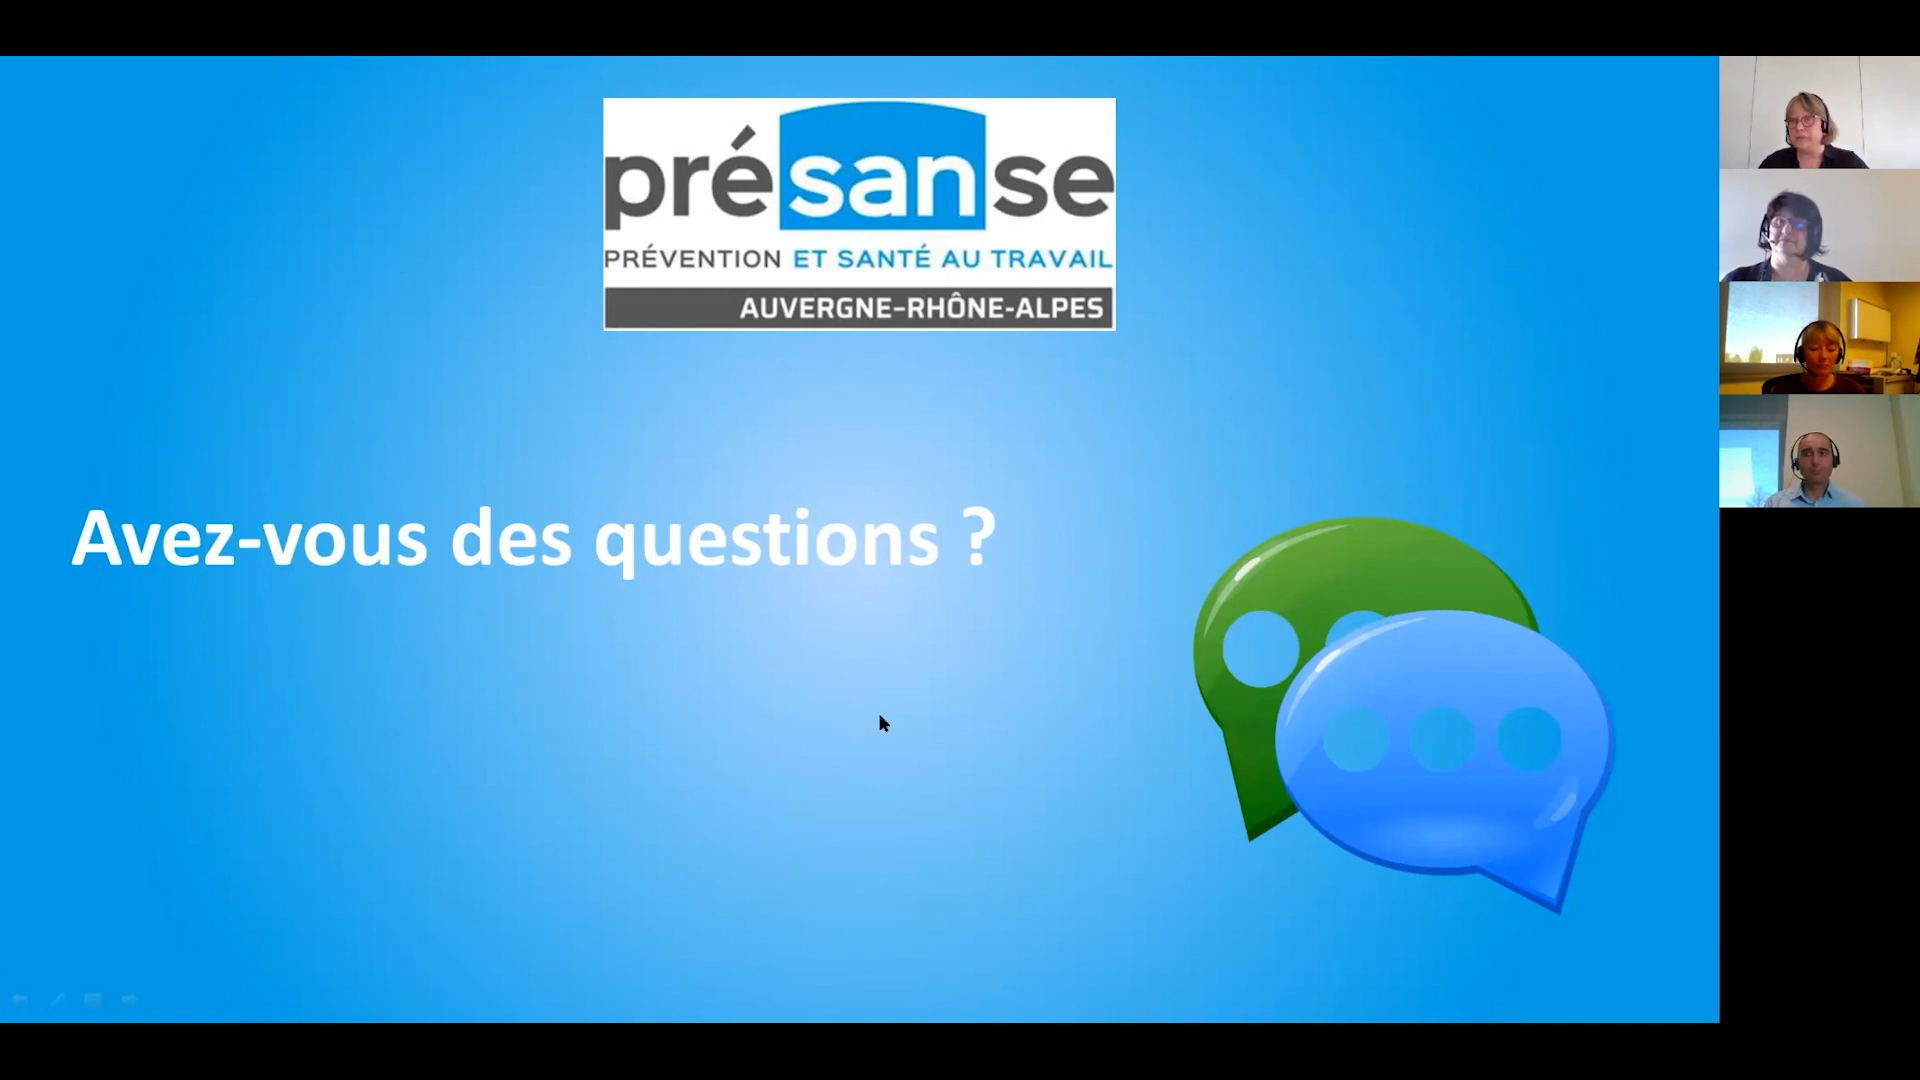 présanse
PRÉVENTION ET SANTÉ AU TRAVAIL
AUVERGNE-RHÔNE-ALPES
Avez-vous des questions ?